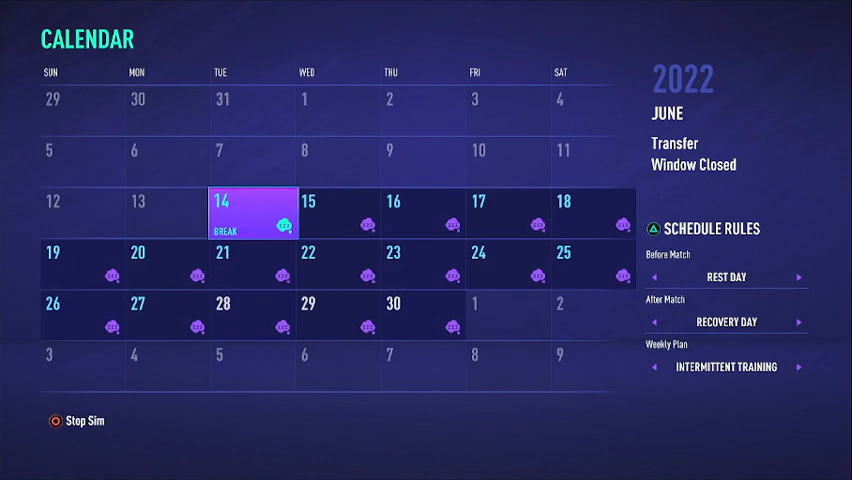 CALENDAR
SUN MON TUE WED THU FRI SAT
29 30 31 1 2 3 4
5 6 7 8 9 10 11
12 13 14 15 16 17 18
BREAK
19 20 21 22 23 24 25
26 27 28 29 30 1 2
3 4 5 6 7 8 9
Stop Sim
2022
JUNE
Transfer
Window Closed
SCHEDULE RULES
Before Match
REST DAY
After Match
RECOVERY DAY
Weekly Plan
INTERMITTENT TRAINING